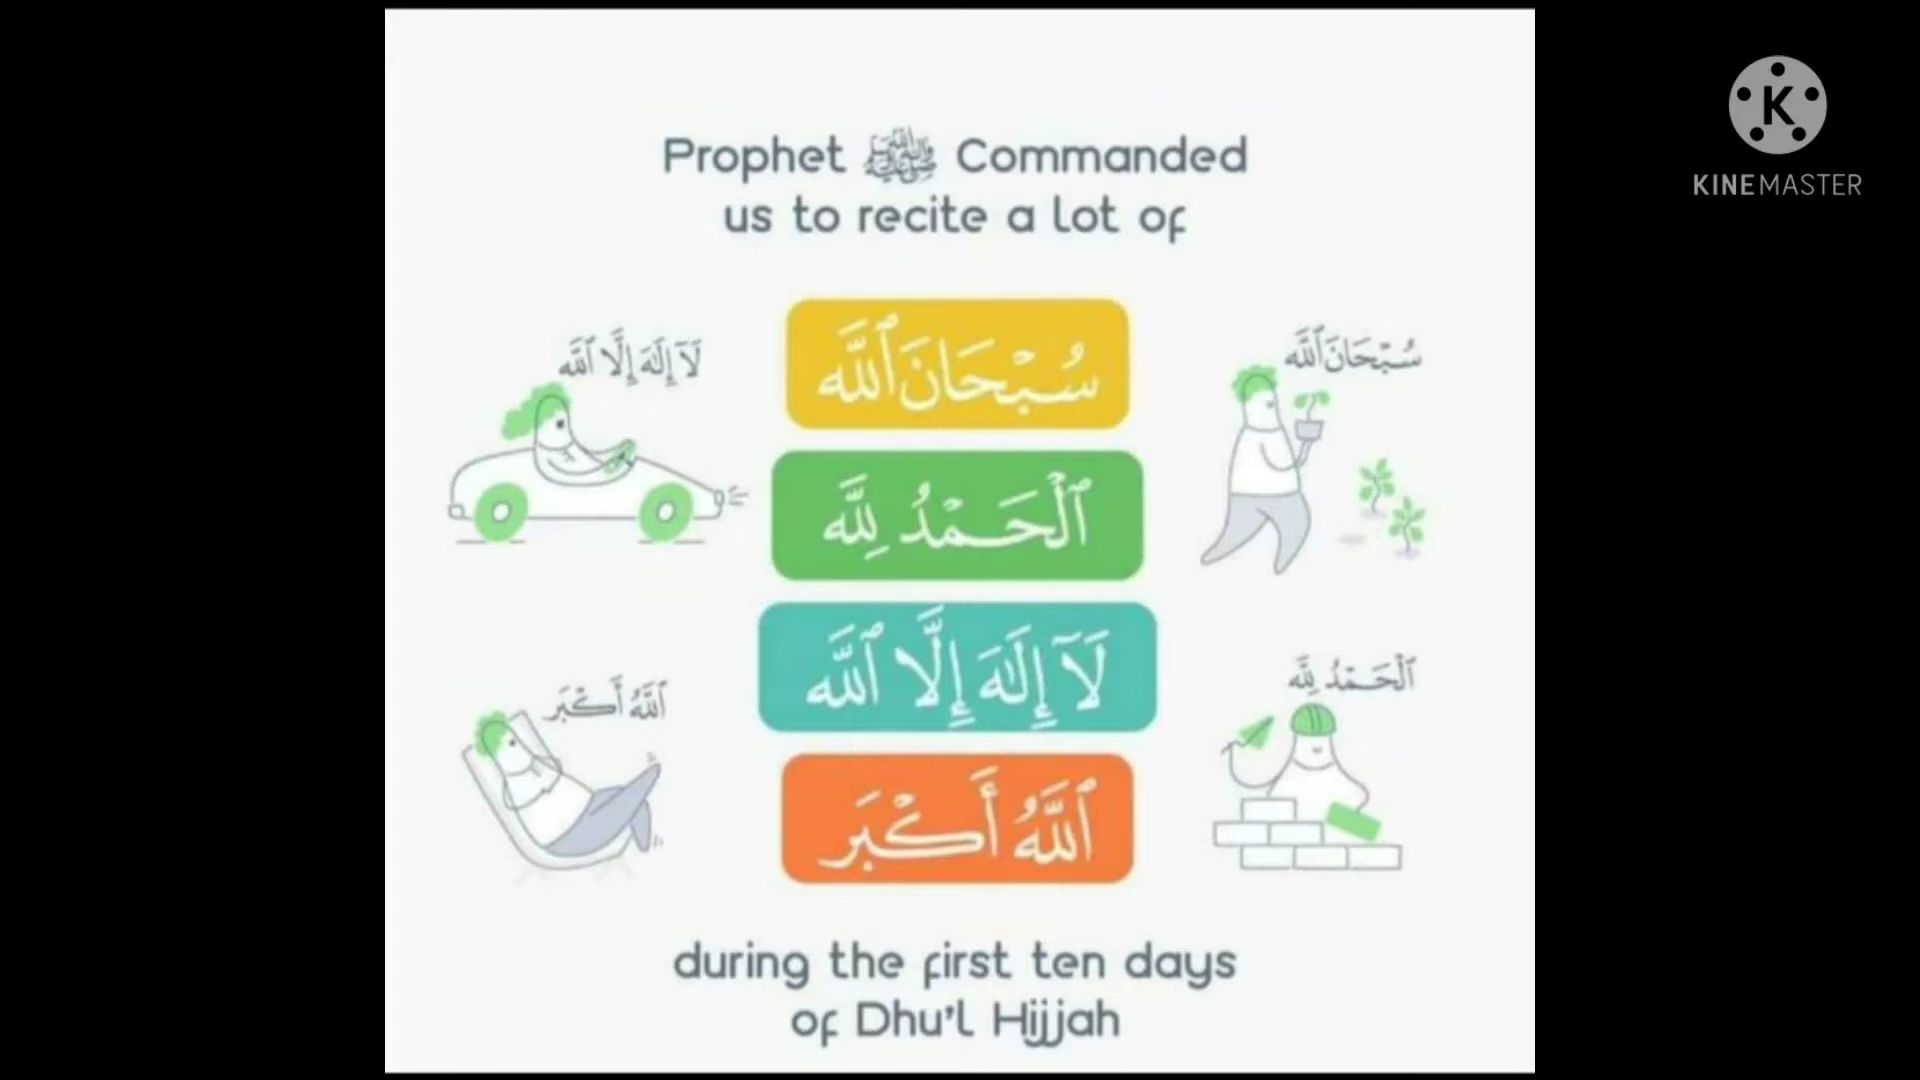 Prophet ﷺ Commanded
us to recite a lot of
سُبْحَانَ ٱللَّه
ٱلْحَمْدُ لِلَّه
لَآ إِلَٰهَ إِلَّا ٱللَّه
ٱللَّهُ أَكْبَر
لَآ إِلَٰهَ إِلَّا ٱللَّه
سُبْحَانَ ٱللَّه
ٱللَّهُ أَكْبَر
ٱلْحَمْدُ لِلَّه
during the first ten days
of Dhu'l Hijjah
K
KINEMASTER